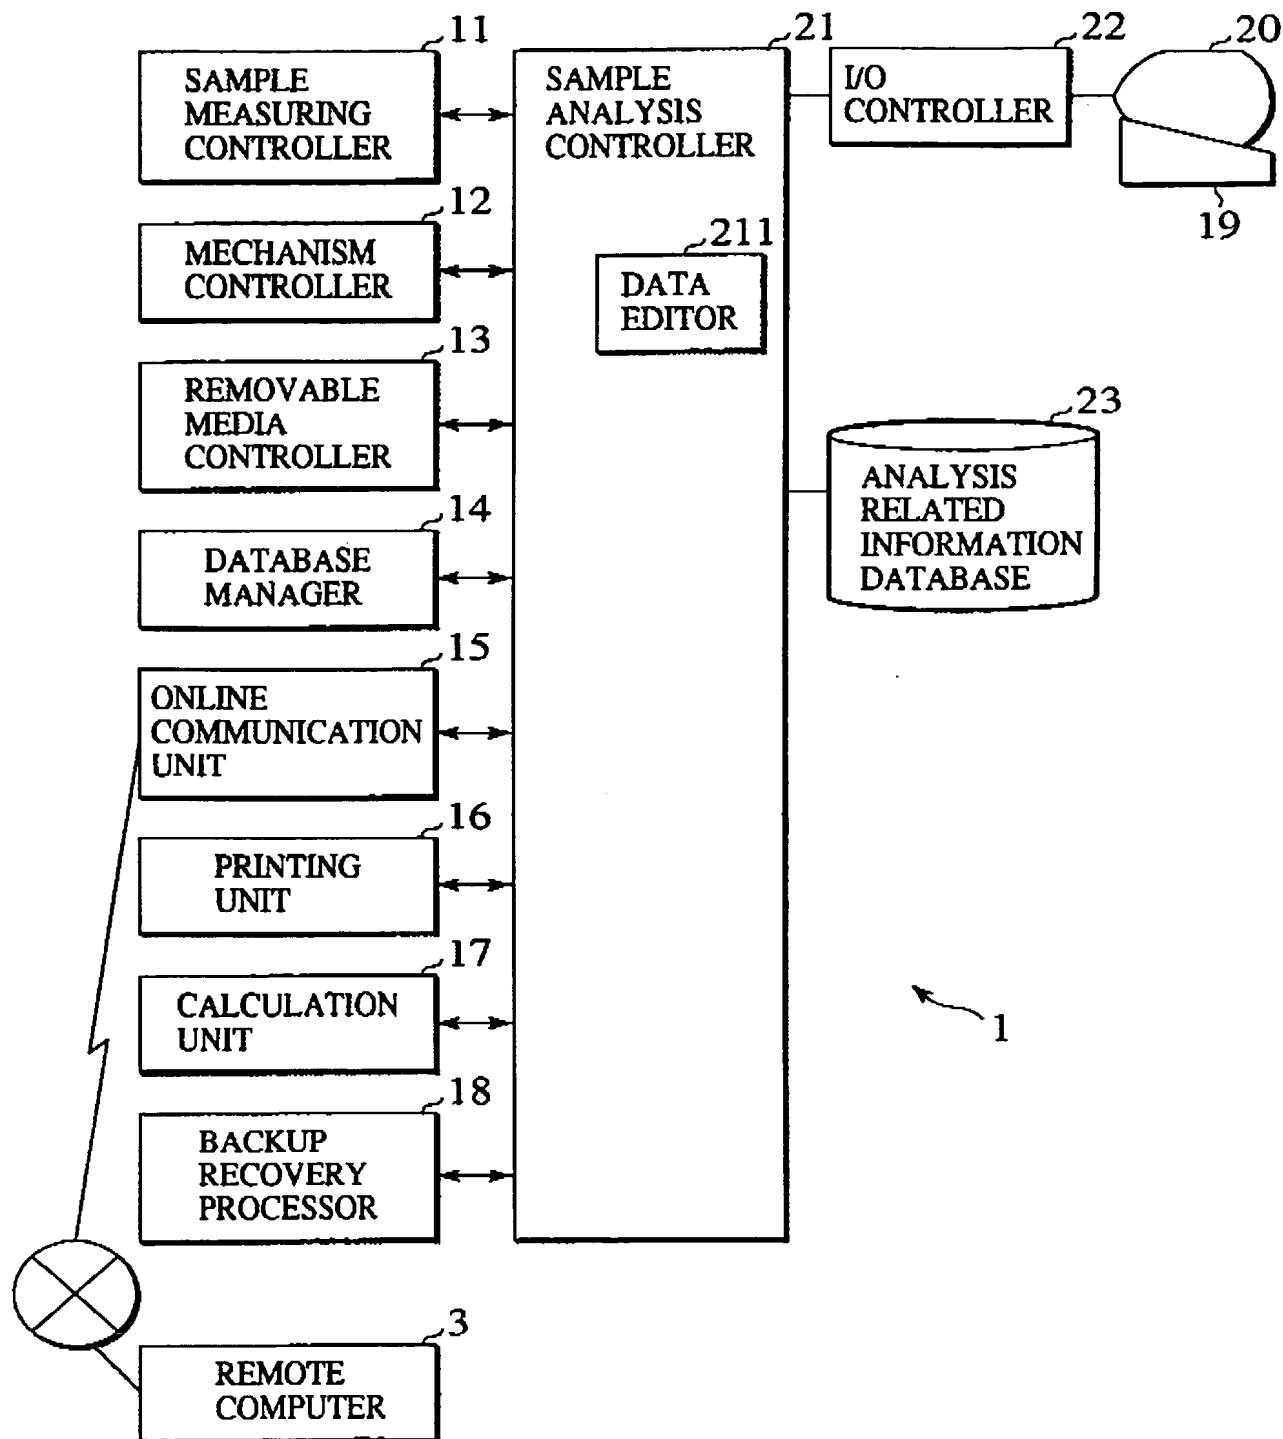 11
SAMPLE
MEASURING
CONTROLLER
12
MECHANISM
CONTROLLER
13
REMOVABLE
MEDIA
CONTROLLER
14
DATABASE
MANAGER
15
ONLINE
COMMUNICATION
UNIT
16
PRINTING
UNIT
17
CALCULATION
UNIT
18
BACKUP
RECOVERY
PROCESSOR
3
REMOTE
COMPUTER
21
SAMPLE
ANALYSIS
CONTROLLER
211
DATA
EDITOR
22
I/O
CONTROLLER
20
19
23
ANALYSIS
RELATED
INFORMATION
DATABASE
1